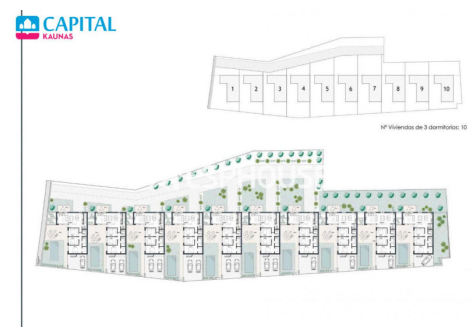 CAPITAL
KAUNAS
1 2 3 4 5 6 7 8 9 10
Nº Viviendas de 3 dormitorios: 10